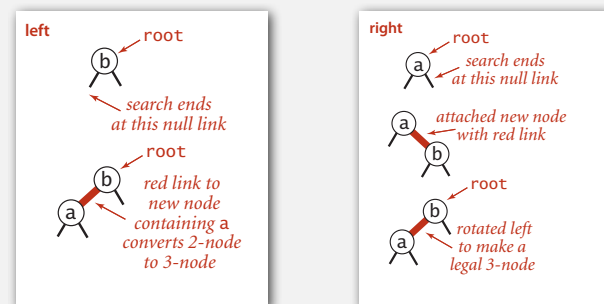 left
root
b
search ends
at this null link
root
b
red link to
new node
containing a
converts 2-node
to 3-node
a
right
root
a
search ends
at this null link
attached new node
with red link
a
b
root
b
rotated left
to make a
legal 3-node
a